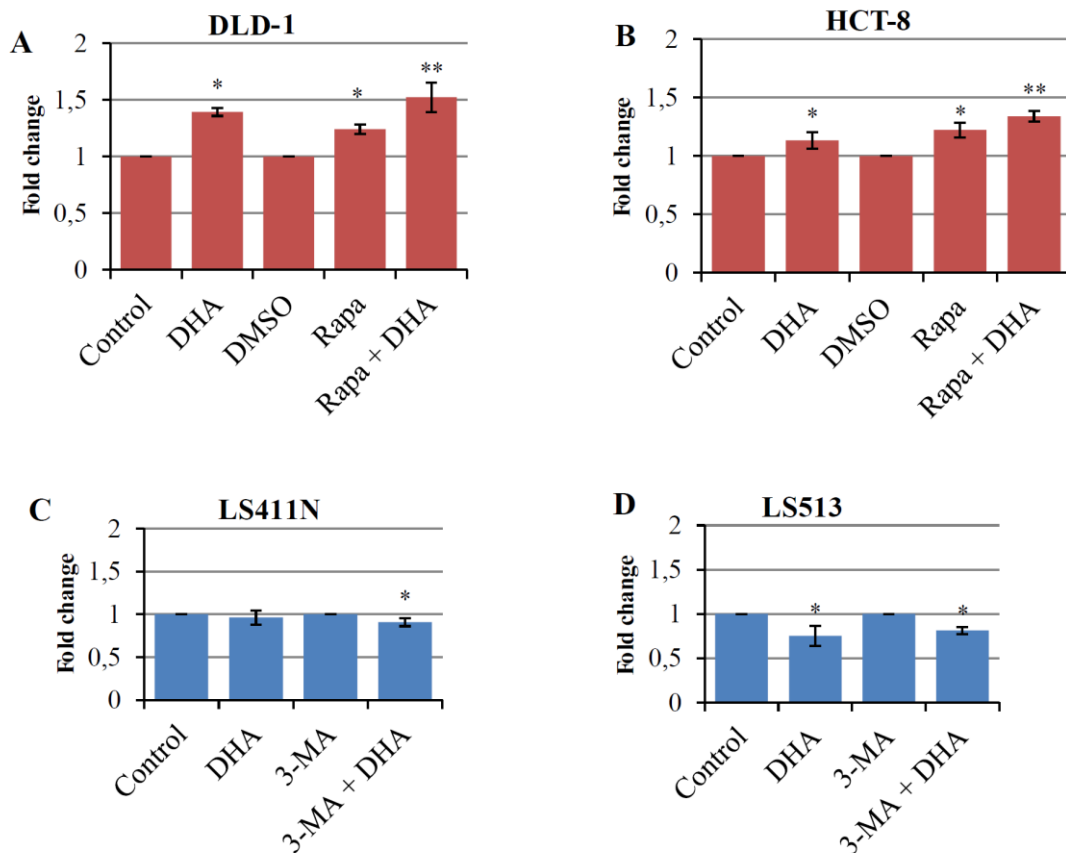 A
DLD-1
Fold change
2
*
*
**
1,5
1
0,5
0
Control
DHA
DMSO
Rapa
Rapa + DHA
B
HCT-8
Fold change
2
*
*
**
1,5
1
0,5
0
Control
DHA
DMSO
Rapa
Rapa + DHA
C
LS411N
Fold change
2
1,5
*
1
0,5
0
Control
DHA
3-MA
3-MA + DHA
D
LS513
Fold change
2
1,5
*
*
1
0,5
0
Control
DHA
3-MA
3-MA + DHA